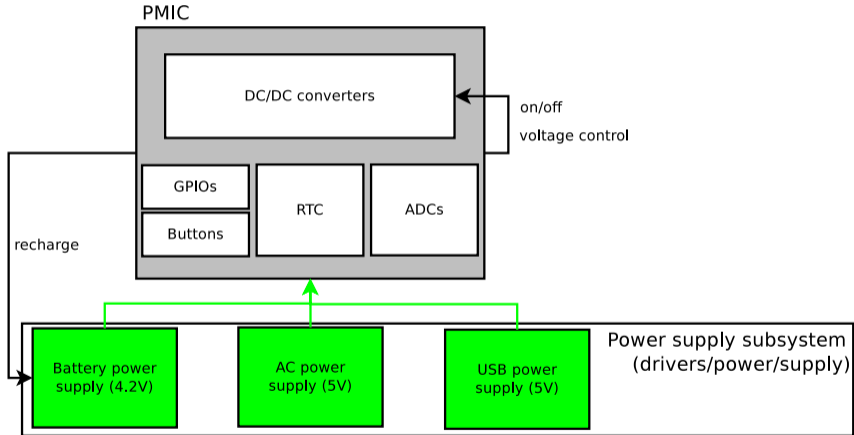 PMIC
DC/DC converters
on/off
voltage control
GPIOs
RTC
ADCs
Buttons
recharge
Power supply subsystem
(drivers/power/supply)
Battery power
supply (4.2V)
AC power
supply (5V)
USB power
supply (5V)